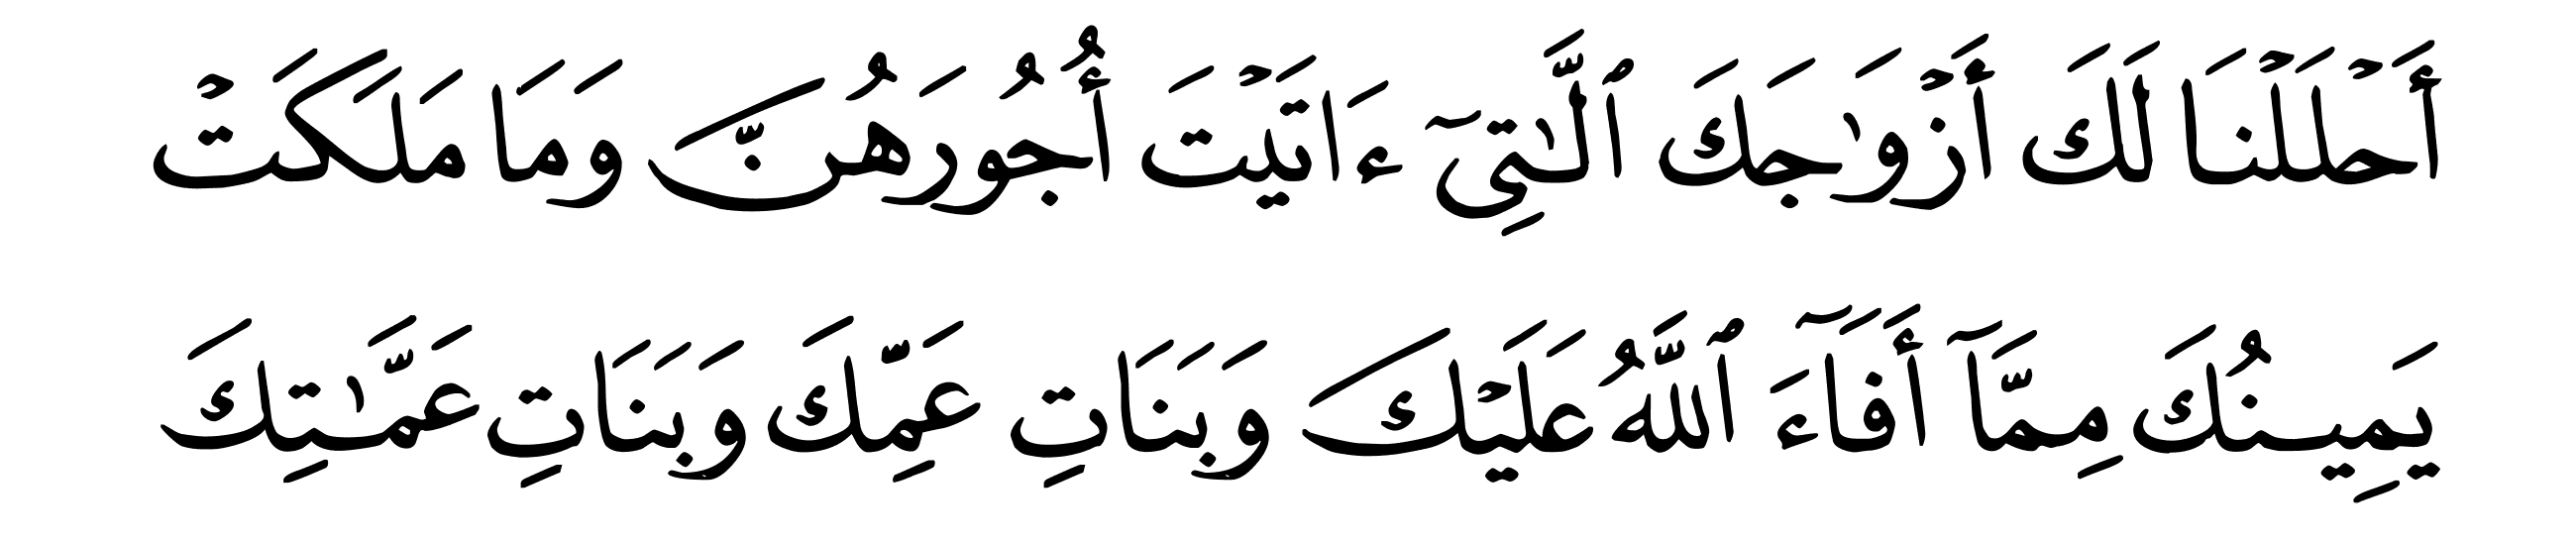 أَحۡلَلۡنَا لَكَ أَزۡوَٰجَكَ ٱلَّٰتِيٓ ءَاتَيۡتَ أُجُورَهُنَّ وَمَا مَلَكَتۡ
يَمِينُكَ مِمَّآ أَفَآءَ ٱللَّهُ عَلَيۡكَ وَبَنَاتِ عَمِّكَ وَبَنَاتِ عَمَّٰتِكَ